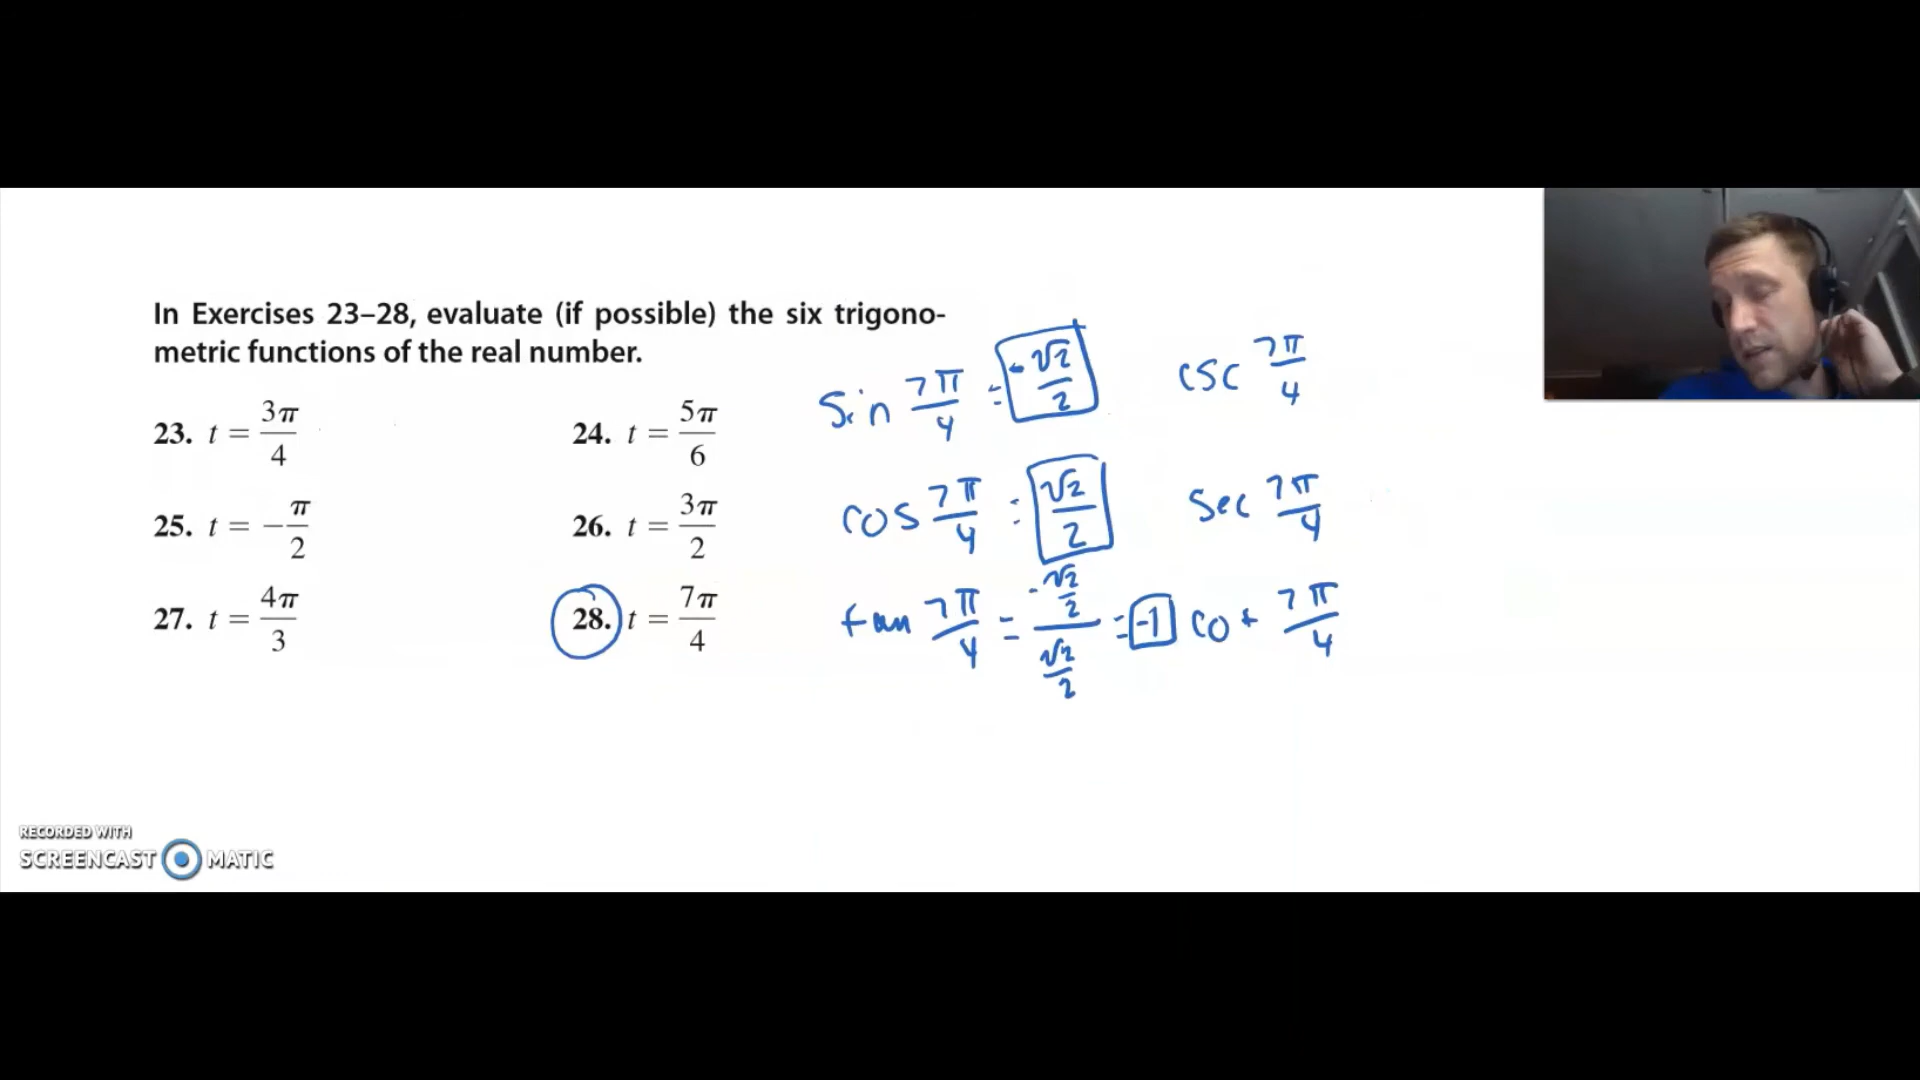 In Exercises 23–28, evaluate (if possible) the six trigono-
metric functions of the real number.
23. t = 3π/4
24. t = 5π/6
25. t = −π/2
26. t = 3π/2
27. t = 4π/3
28. t = 7π/4
sin 7π/4 = -√2/2
csc 7π/4
cos 7π/4 = √2/2
sec 7π/4
tan 7π/4 = (-√2/2)/(√2/2) = -1
cot 7π/4
RECORDED WITH
SCREENCAST MATIC